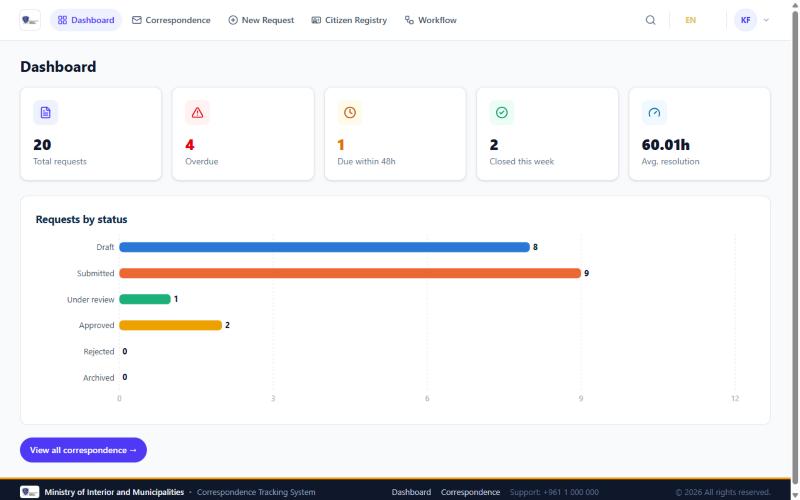 Dashboard Correspondence New Request Citizen Registry Workflow EN KF
Dashboard
20
Total requests
4
Overdue
1
Due within 48h
2
Closed this week
60.01h
Avg. resolution
Requests by status
Draft 8
Submitted 9
Under review 1
Approved 2
Rejected 0
Archived 0
0 3 6 9 12
View all correspondence →
Ministry of Interior and Municipalities • Correspondence Tracking System Dashboard Correspondence Support: +961 1 000 000 © 2026 All rights reserved.